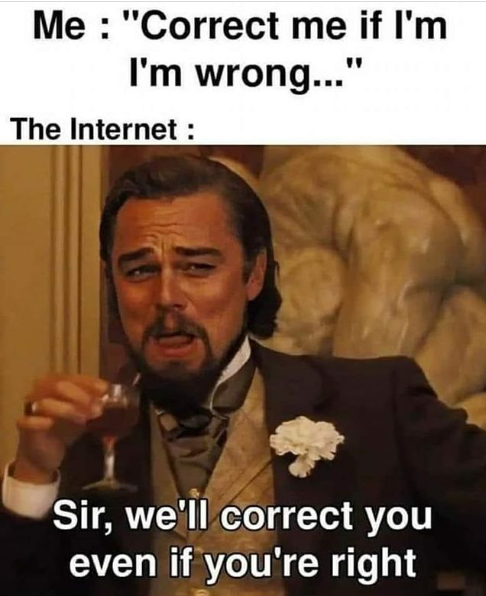 Me : "Correct me if I'm
I'm wrong..."
The Internet :
Sir, we'll correct you
even if you're right